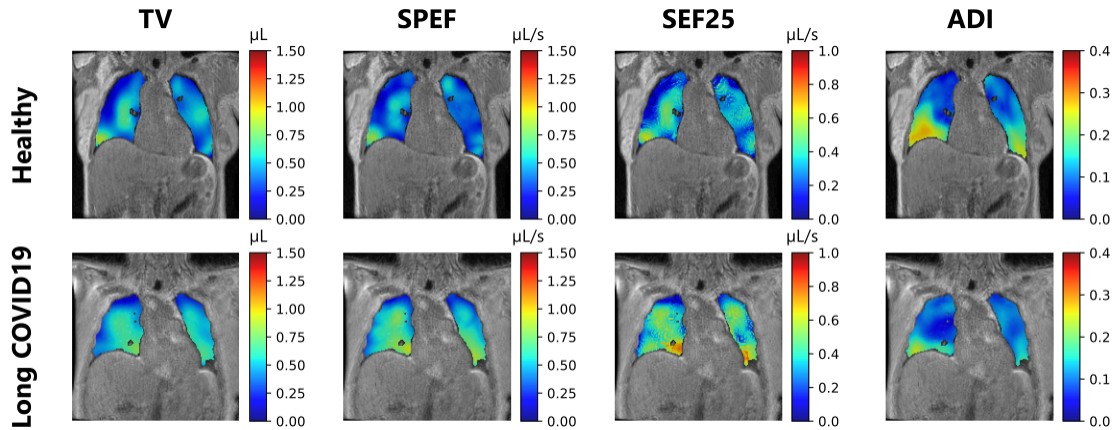 TV SPEF SEF25 ADI
µL µL/s µL/s
Healthy
1.50 1.50 1.0 0.4
1.25 1.25 0.8 0.3
1.00 1.00 0.6 0.2
0.75 0.75 0.4 0.1
0.50 0.50 0.2 0.0
0.25 0.25 0.0
0.00 0.00
µL µL/s µL/s
Long COVID19
1.50 1.50 1.0 0.4
1.25 1.25 0.8 0.3
1.00 1.00 0.6 0.2
0.75 0.75 0.4 0.1
0.50 0.50 0.2 0.0
0.25 0.25 0.0
0.00 0.00